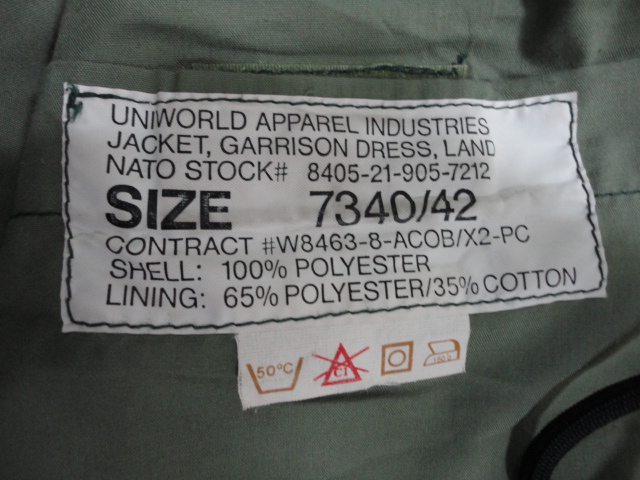 UNIWORLD APPAREL INDUSTRIES
JACKET, GARRISON DRESS, LAND
NATO STOCK# 8405-21-905-7212
SIZE 7340/42
CONTRACT #W8463-8-ACOB/X2-PC
SHELL: 100% POLYESTER
LINING: 65% POLYESTER/35% COTTON
50°C Cl